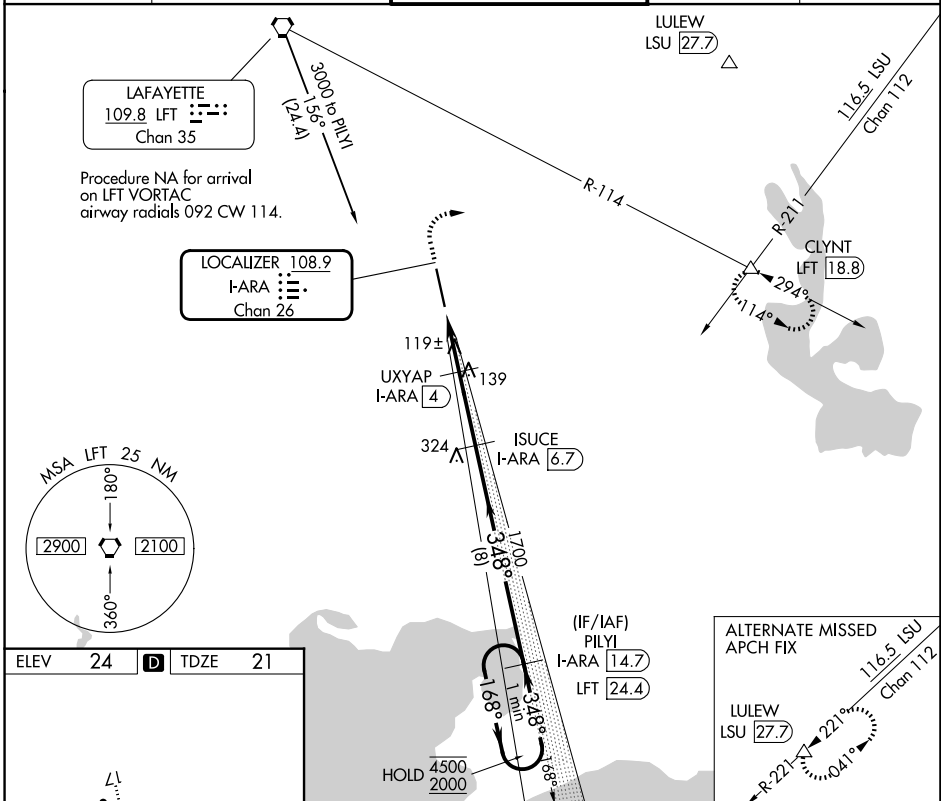 LULEW
LSU 27.7
116.5 LSU
Chan 112
LAFAYETTE
109.8 LFT
Chan 35
3000 to PILYI
156°
(24.4)
Procedure NA for arrival
on LFT VORTAC
airway radials 092 CW 114.
R-114
R-211
LOCALIZER 108.9
I-ARA
Chan 26
CLYNT
LFT 18.8
294°
114°
119±
UXYAP
I-ARA 4
139
324
ISUCE
I-ARA 6.7
MSA LFT 25 NM
180°
2900
2100
360°
1700
348°
(8)
(IF/IAF)
PILYI
I-ARA 14.7
LFT 24.4
168°
1 min
348°
168°
HOLD 4500
2000
ELEV 24 D TDZE 21
17
ALTERNATE MISSED
APCH FIX
116.5 LSU
Chan 112
LULEW
LSU 27.7
221°
041°
R-221